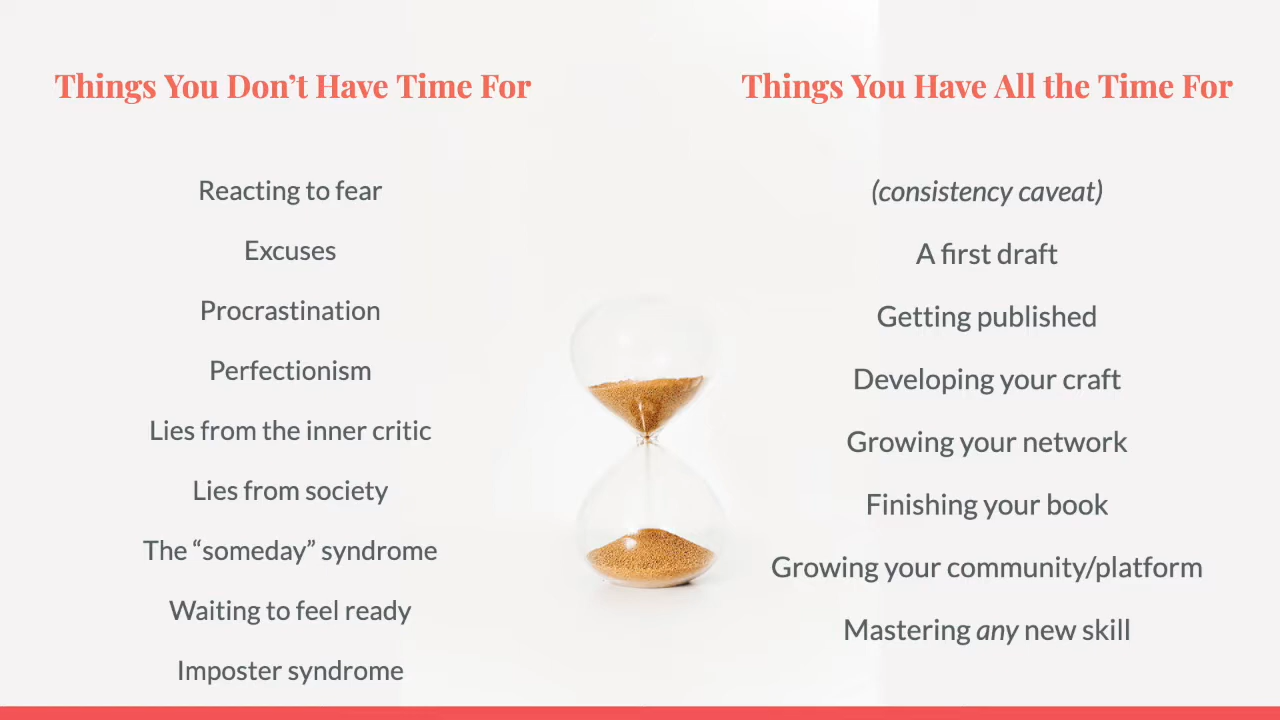 Things You Don’t Have Time For
Reacting to fear
Excuses
Procrastination
Perfectionism
Lies from the inner critic
Lies from society
The “someday” syndrome
Waiting to feel ready
Imposter syndrome
Things You Have All the Time For
(consistency caveat)
A first draft
Getting published
Developing your craft
Growing your network
Finishing your book
Growing your community/platform
Mastering any new skill